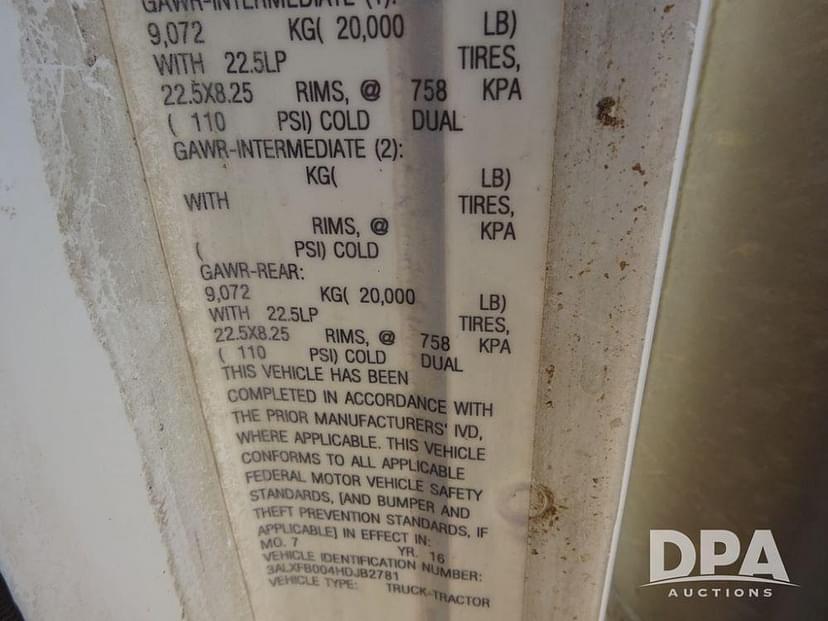 GAWR-INTERMEDIATE (1):
9,072 KG( 20,000 LB)
WITH 22.5LP TIRES,
22.5X8.25 RIMS, @ 758 KPA
( 110 PSI) COLD DUAL
GAWR-INTERMEDIATE (2):
KG( LB)
WITH TIRES,
RIMS, @ KPA
( PSI) COLD
GAWR-REAR:
9,072 KG( 20,000 LB)
WITH 22.5LP TIRES,
22.5X8.25 RIMS, @ 758 KPA
( 110 PSI) COLD DUAL
THIS VEHICLE HAS BEEN
COMPLETED IN ACCORDANCE WITH
THE PRIOR MANUFACTURERS' IVD,
WHERE APPLICABLE. THIS VEHICLE
CONFORMS TO ALL APPLICABLE
FEDERAL MOTOR VEHICLE SAFETY
STANDARDS, [AND BUMPER AND
THEFT PREVENTION STANDARDS, IF
APPLICABLE] IN EFFECT IN:
MO. 7 YR. 16
VEHICLE IDENTIFICATION NUMBER:
3ALXFB004HDJB2781
VEHICLE TYPE: TRUCK-TRACTOR
DPA
AUCTIONS